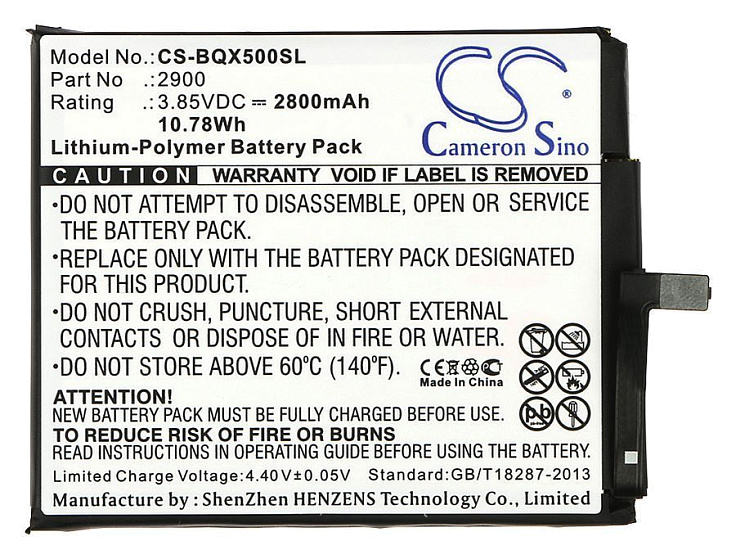 Model No.: CS-BQX500SL
Part No : 2900
Rating : 3.85VDC ⎓ 2800mAh
10.78Wh
Lithium-Polymer Battery Pack
CS
®
Cameron Sino
CAUTION WARRANTY VOID IF LABEL IS REMOVED
•DO NOT ATTEMPT TO DISASSEMBLE, OPEN OR SERVICE
THE BATTERY PACK.
•REPLACE ONLY WITH THE BATTERY PACK DESIGNATED
FOR THIS PRODUCT.
•DO NOT CRUSH, PUNCTURE, SHORT EXTERNAL
CONTACTS OR DISPOSE OF IN FIRE OR WATER.
•DO NOT STORE ABOVE 60°C (140°F).
CE
Made In China
Pb
ATTENTION!
NEW BATTERY PACK MUST BE FULLY CHARGED BEFORE USE,
TO REDUCE RISK OF FIRE OR BURNS
READ INSTRUCTIONS IN OPERATING GUIDE BEFORE USING BATTERY.
Limited Charge Voltage:4.40V±0.05V Standard:GB/T18287-2013
Manufactured by : ShenZhen HENZENS Technology Co., Limited.